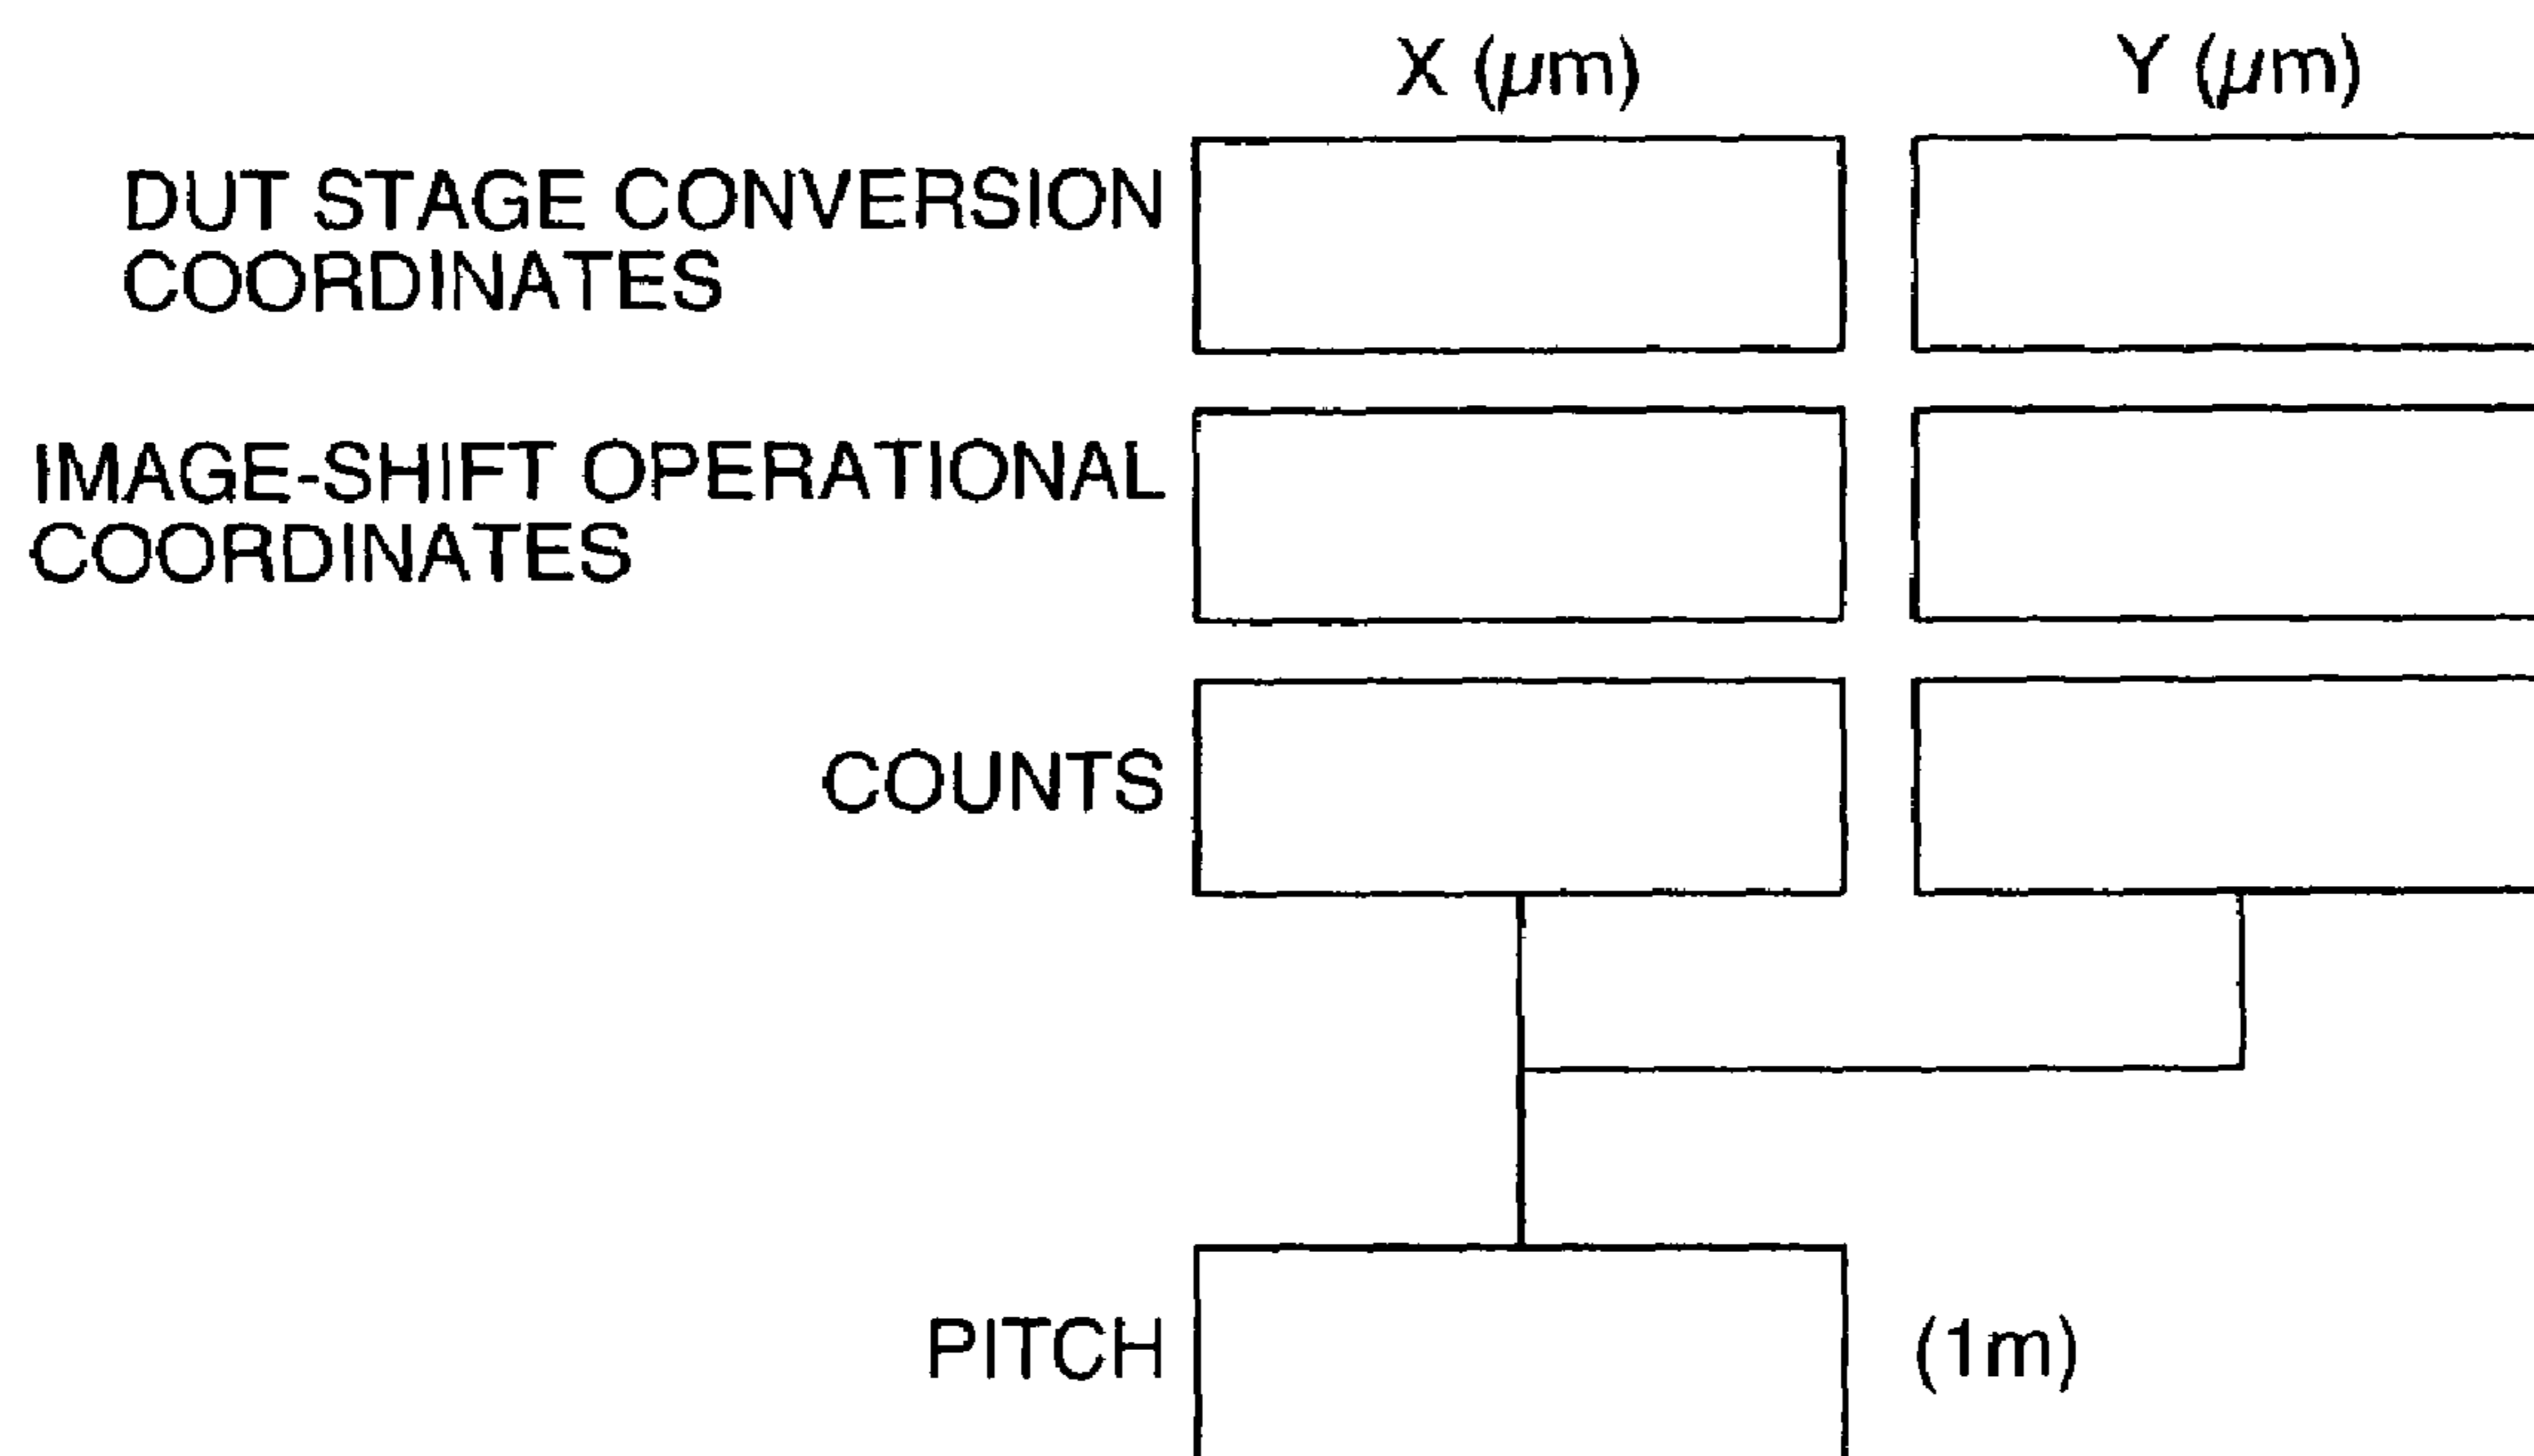 X (μm) Y (μm)
DUT STAGE CONVERSION
COORDINATES
IMAGE-SHIFT OPERATIONAL
COORDINATES
COUNTS
PITCH (1m)